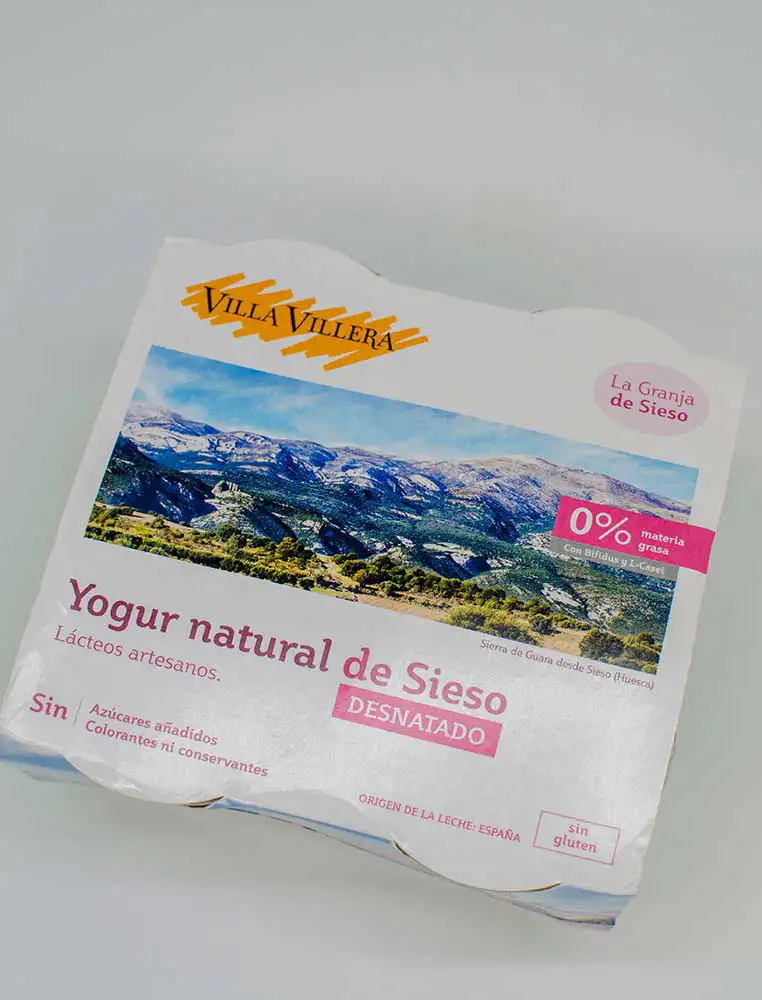 VILLA VILLERA
La Granja
de Sieso
0% materia
grasa
Con Bifidus y L-Casei
Sierra de Guara desde Sieso (Huesca)
Yogur natural de Sieso
Lácteos artesanos.
DESNATADO
Sin
Azúcares añadidos
Colorantes ni conservantes
ORIGEN DE LA LECHE: ESPAÑA
sin
gluten